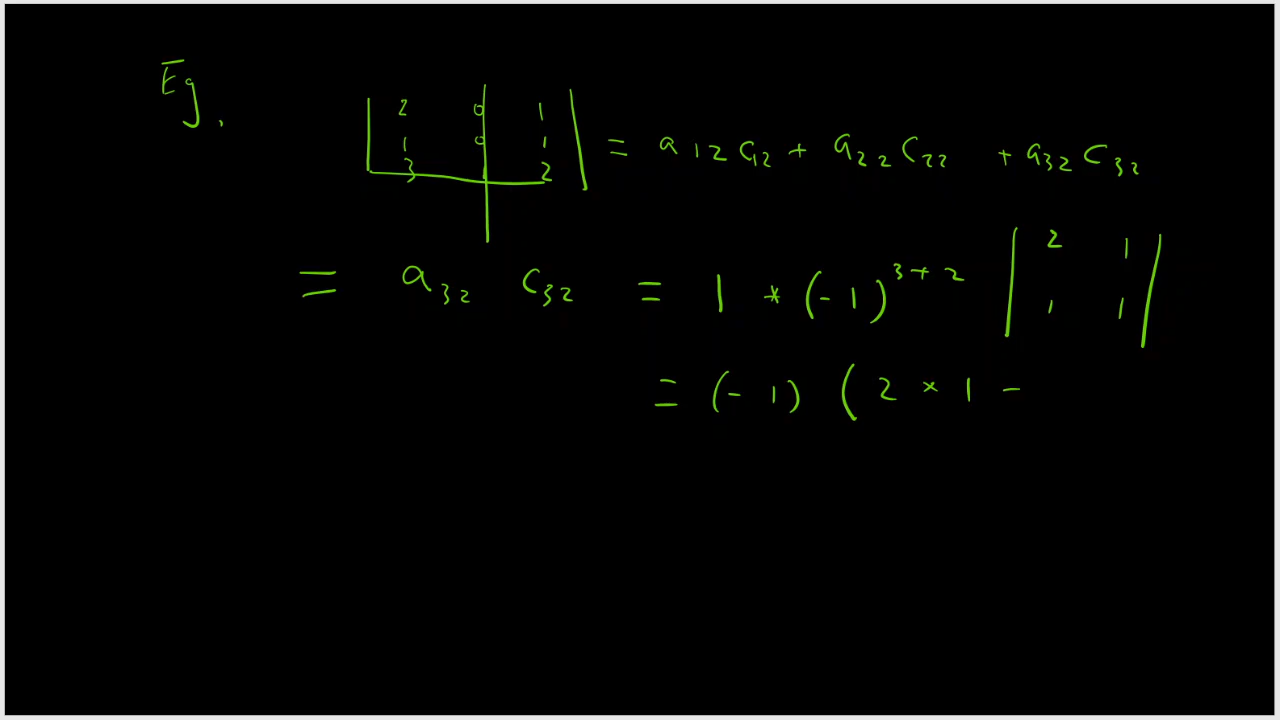 Eg.
| 2 0 1 |
| 1 0 1 | = a12 C12 + a22 C22 + a32 C32
| 3 2 |
= a32 C32 = 1 * (-1)^3+2 | 2 1 |
| 1 1 |
= (-1) ( 2 × 1 -